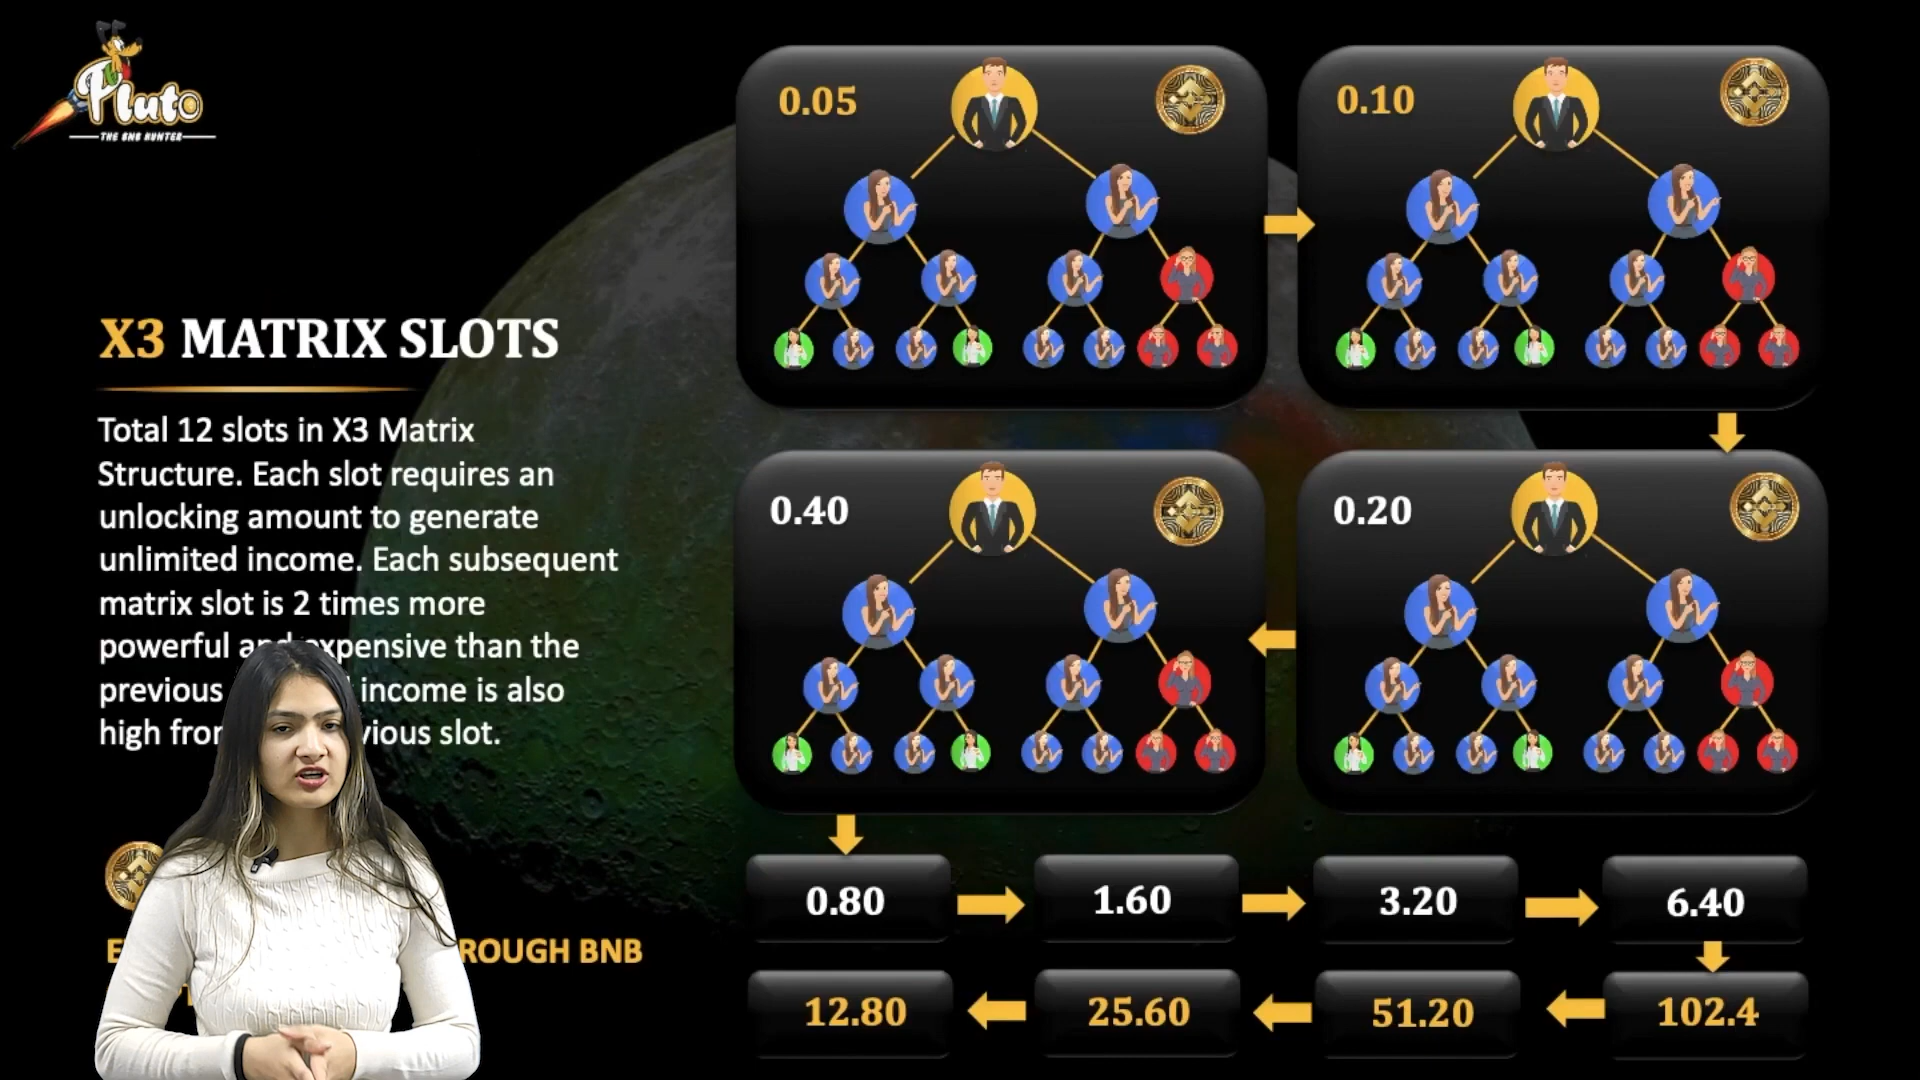 Pluto
THE BNB HUNTER
X3 MATRIX SLOTS
Total 12 slots in X3 Matrix
Structure. Each slot requires an
unlocking amount to generate
unlimited income. Each subsequent
matrix slot is 2 times more
powerful and expensive than the
previous income is also
high from vious slot.
ROUGH BNB
0.05
0.10
0.40
0.20
0.80
1.60
3.20
6.40
12.80
25.60
51.20
102.4